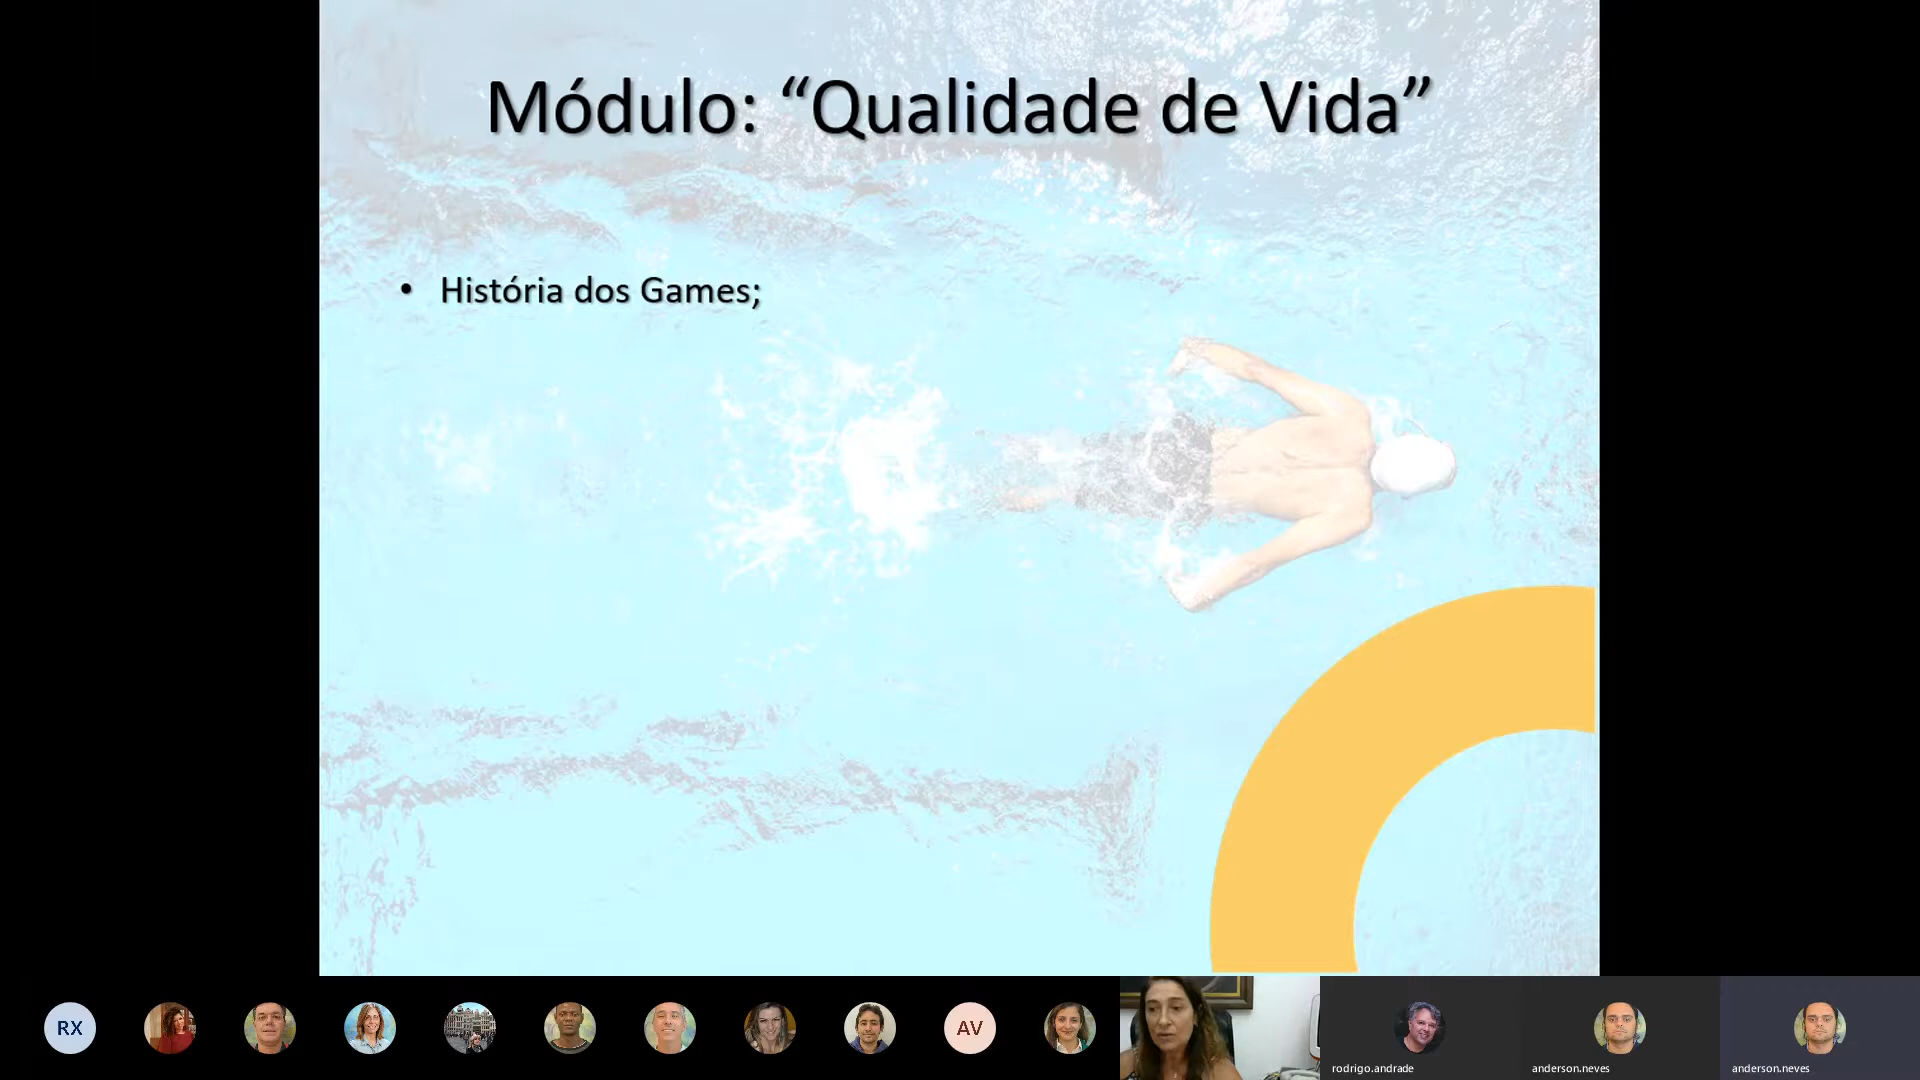 Módulo: “Qualidade de Vida”
• História dos Games;
RX
AV
rodrigo.andrade
anderson.neves
anderson.neves